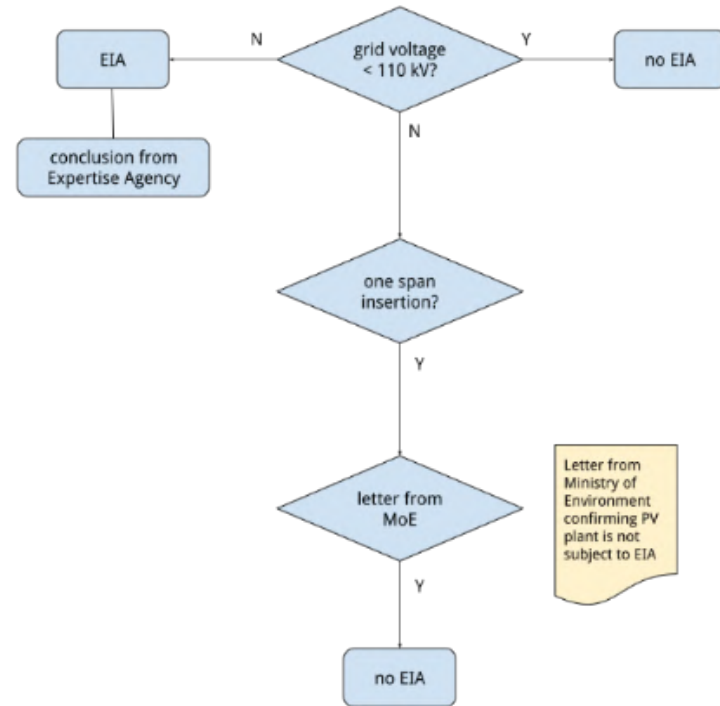 N
grid voltage
< 110 kV?
Y
EIA
no EIA
N
conclusion from
Expertise Agency
one span
insertion?
Y
letter from
MoE
Letter from
Ministry of
Environment
confirming PV
plant is not
subject to EIA
Y
no EIA